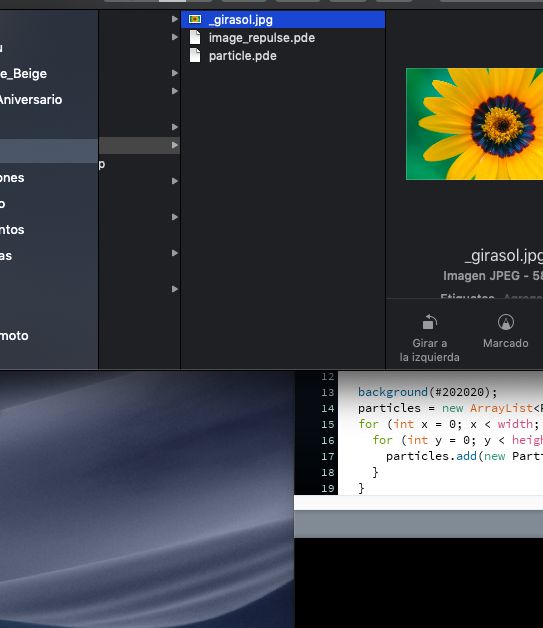 _girasol.jpg
image_repulse.pde
particle.pde
u
e_Beige
Aniversario
p
ones
o
ntos
as
moto
_girasol.jpg
Imagen JPEG - 58
Etiquetas Agregar
Girar a
la izquierda
Marcado
12
13 background(#202020);
14 particles = new ArrayList<P
15 for (int x = 0; x < width;
16 for (int y = 0; y < heigh
17 particles.add(new Parti
18 }
19 }